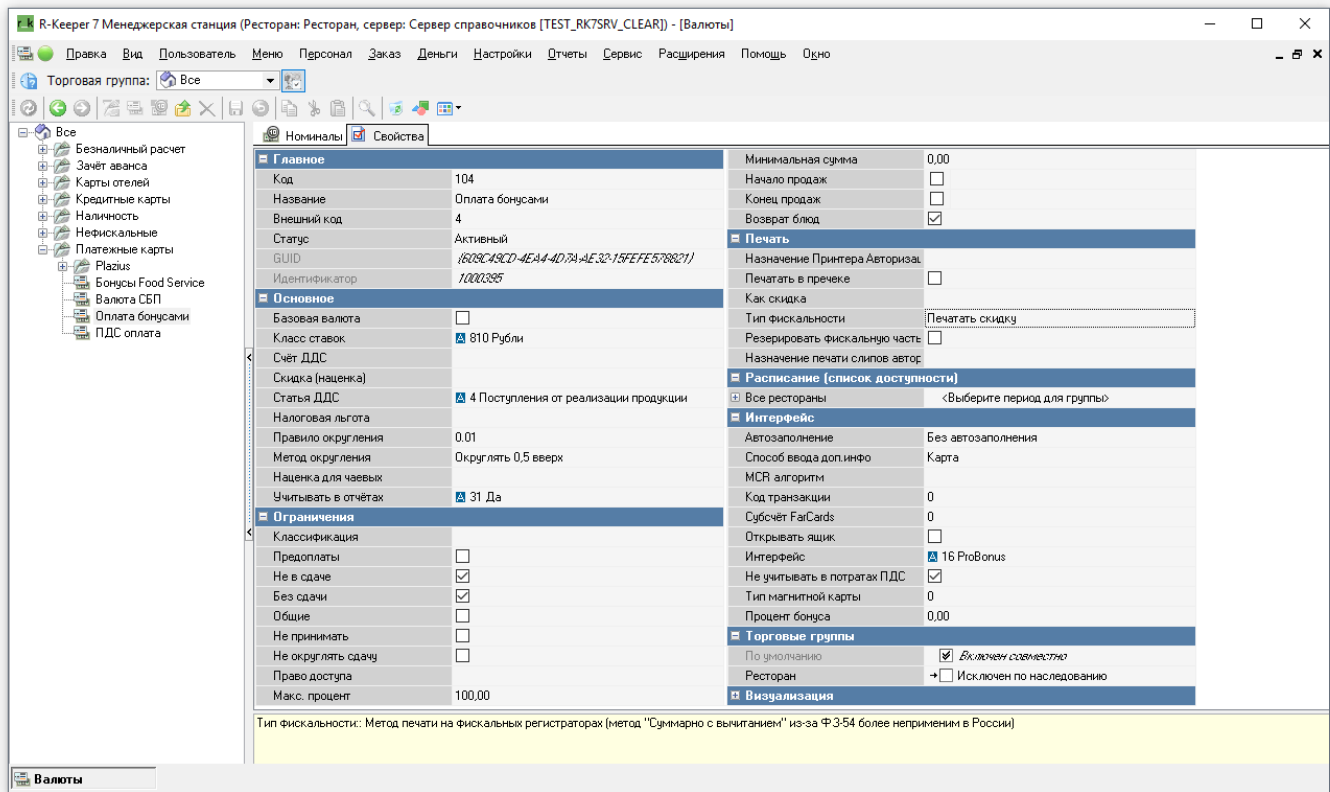 R-Keeper 7 Менеджерская станция (Ресторан: Ресторан, сервер: Сервер справочников [TEST_RK7SRV_CLEAR]) - [Валюты]
Правка Вид Пользователь Меню Персонал Заказ Деньги Настройки Отчеты Сервис Расширения Помощь Окно
Торговая группа: Все
Все
Безналичный расчет
Зачёт аванса
Карты отелей
Кредитные карты
Наличность
Нефискальные
Платежные карты
Plazius
Бонусы Food Service
Валюта СБП
Оплата бонусами
ПДС оплата
Номиналы Свойства
Главное
Код 104
Название Оплата бонусами
Внешний код 4
Статус Активный
GUID {609C49CD-4EA4-4D7A-AE32-15FEFE578821}
Идентификатор 1000395
Основное
Базовая валюта
Класс ставок 810 Рубли
Счёт ДДС
Скидка (наценка)
Статья ДДС 4 Поступления от реализации продукции
Налоговая льгота
Правило округления 0.01
Метод округления Округлять 0,5 вверх
Наценка для чаевых
Учитывать в отчётах 31 Да
Ограничения
Классификация
Предоплаты
Не в сдаче
Без сдачи
Общие
Не принимать
Не округлять сдачу
Право доступа
Макс. процент 100,00
Минимальная сумма 0,00
Начало продаж
Конец продаж
Возврат блюд
Печать
Назначение Принтера Авторизац
Печатать в пречеке
Как скидка
Тип фискальности Печатать скидку
Резервировать фискальную часть
Назначение печати слипов автор
Расписание (список доступности)
Все рестораны <Выберите период для группы>
Интерфейс
Автозаполнение Без автозаполнения
Способ ввода доп.инфо Карта
MCR алгоритм
Код транзакции 0
Субсчёт FarCards 0
Открывать ящик
Интерфейс 16 ProBonus
Не учитывать в потратах ПДС
Тип магнитной карты 0
Процент бонуса 0,00
Торговые группы
По умолчанию Включен совместно
Ресторан Исключен по наследованию
Визуализация
Тип фискальности:: Метод печати на фискальных регистраторах (метод "Суммарно с вычитанием" из-за ФЗ-54 более неприменим в России)
Валюты